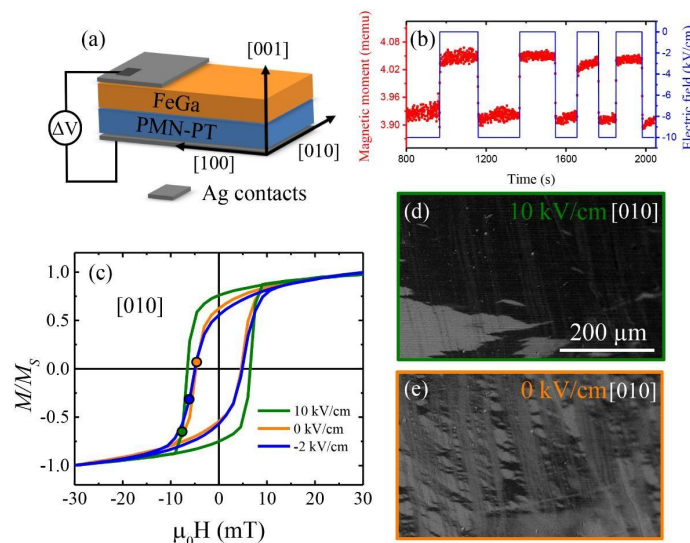 (a)
[001]
FeGa
PMN-PT
ΔV
[100]
[010]
Ag contacts
(b)
Magnetic moment (memu)
4.08
4.04
3.96
3.90
800
1200
1600
2000
Time (s)
0
-2
-4
-6
-8
-10
Electric field (kV/cm)
(c)
[010]
M/M_S
1.0
0.5
0.0
-0.5
-1.0
10 kV/cm
0 kV/cm
-2 kV/cm
-30
-20
-10
0
10
20
30
μ₀H (mT)
(d)
10 kV/cm [010]
200 μm
(e)
0 kV/cm [010]